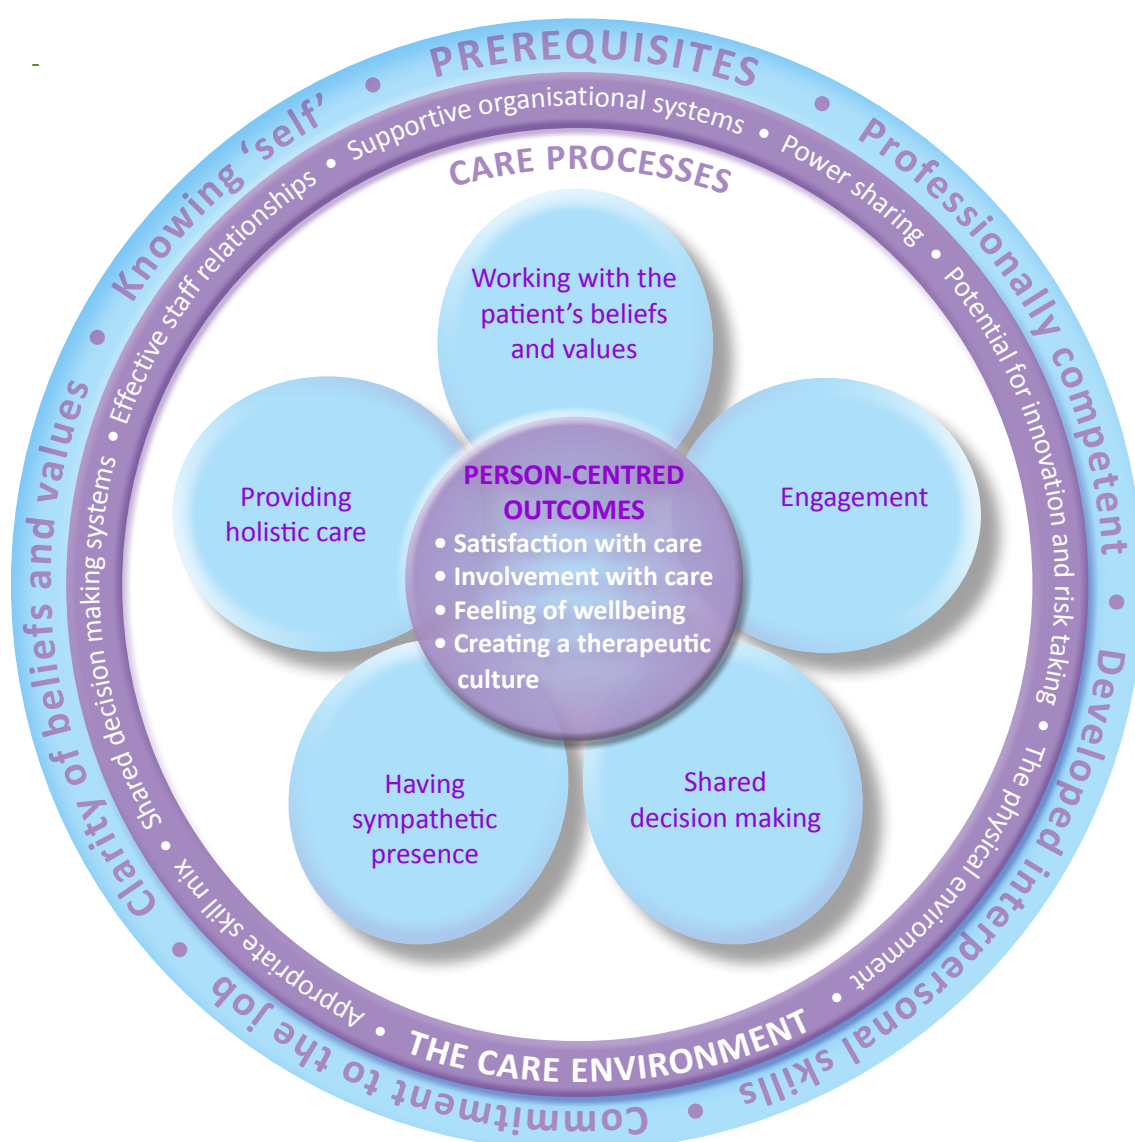 PREREQUISITES • Professionally competent • Developed interpersonal skills • Commitment to the job • Clarity of beliefs and values • Knowing ‘self’ •
THE CARE ENVIRONMENT • Appropriate skill mix • Shared decision making systems • Effective staff relationships • Supportive organisational systems • Power sharing • Potential for innovation and risk taking • The physical environment •
CARE PROCESSES
Working with the
patient’s beliefs
and values
Engagement
Shared
decision making
Having
sympathetic
presence
Providing
holistic care
PERSON-CENTRED
OUTCOMES
• Satisfaction with care
• Involvement with care
• Feeling of wellbeing
• Creating a therapeutic
culture